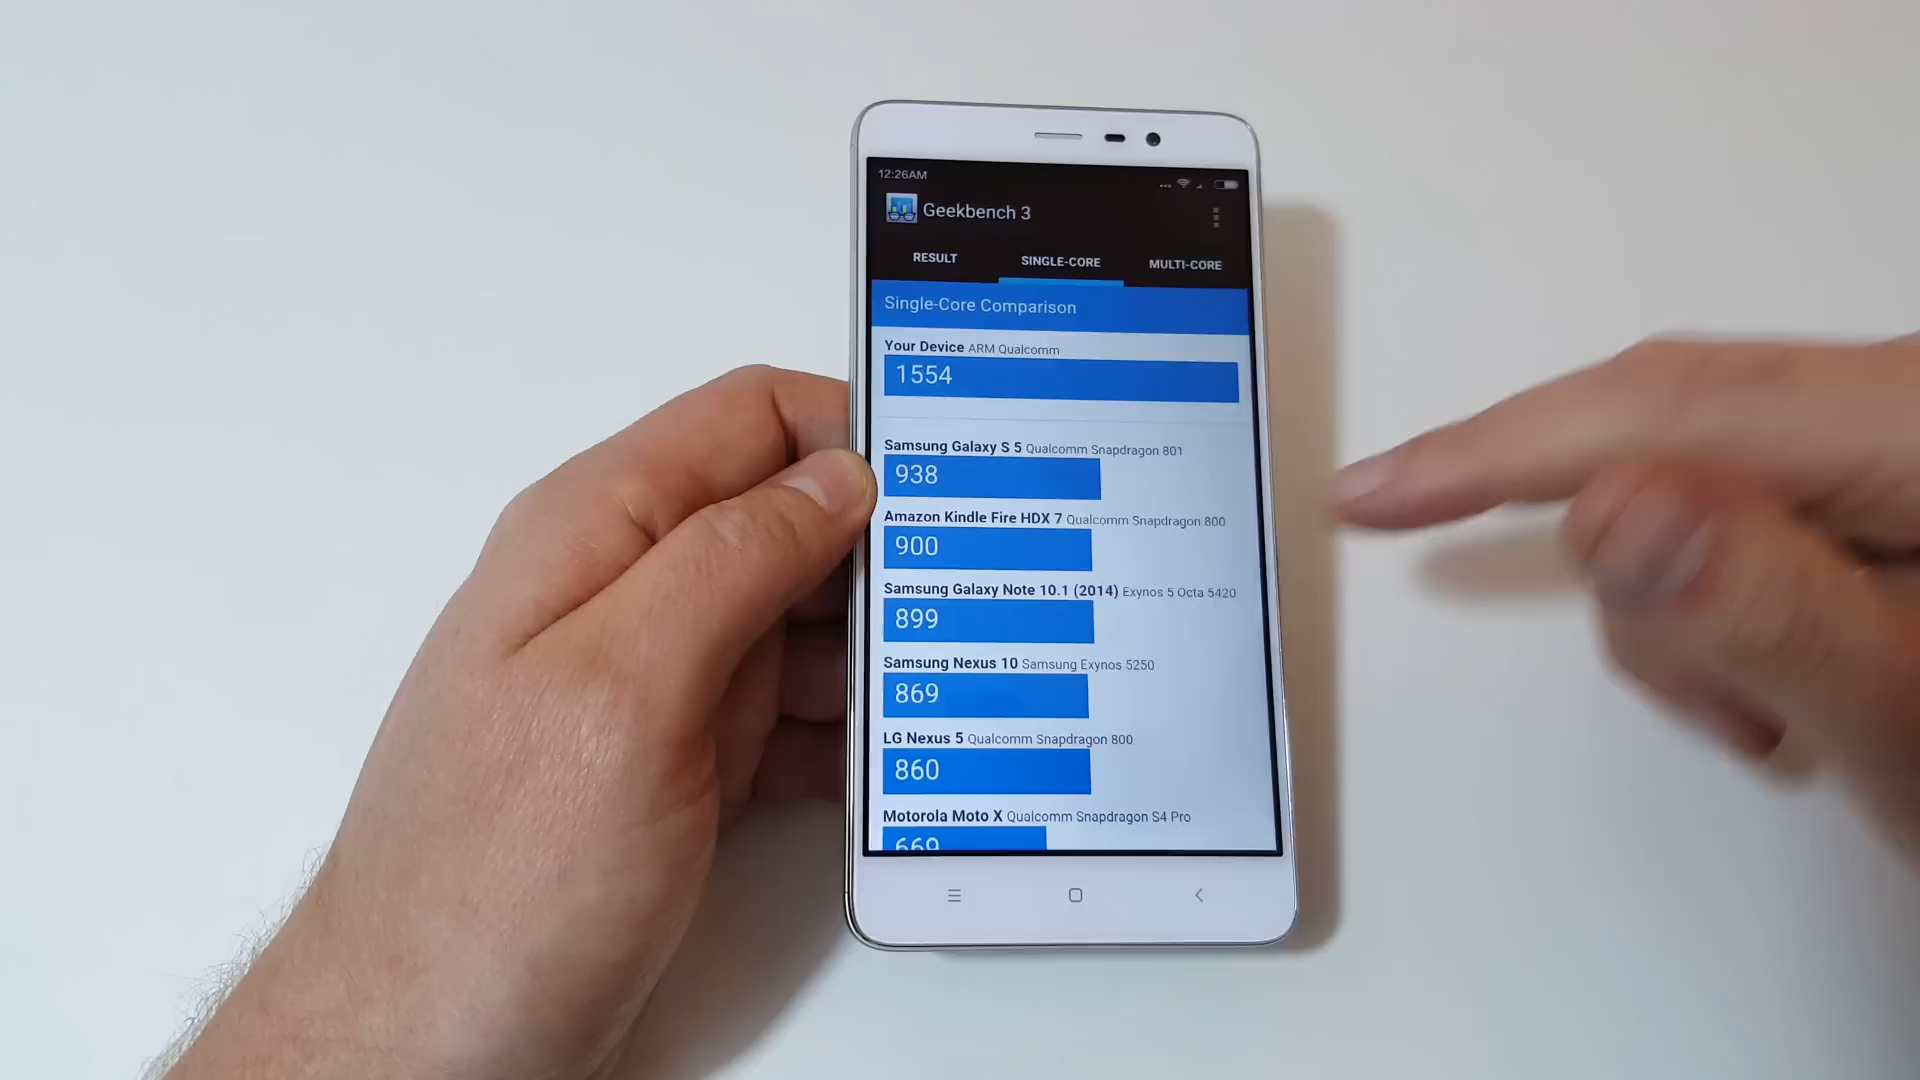 12:26AM
Geekbench 3
RESULT SINGLE-CORE MULTI-CORE
Single-Core Comparison
Your Device ARM Qualcomm
1554
Samsung Galaxy S 5 Qualcomm Snapdragon 801
938
Amazon Kindle Fire HDX 7 Qualcomm Snapdragon 800
900
Samsung Galaxy Note 10.1 (2014) Exynos 5 Octa 5420
899
Samsung Nexus 10 Samsung Exynos 5250
869
LG Nexus 5 Qualcomm Snapdragon 800
860
Motorola Moto X Qualcomm Snapdragon S4 Pro
669